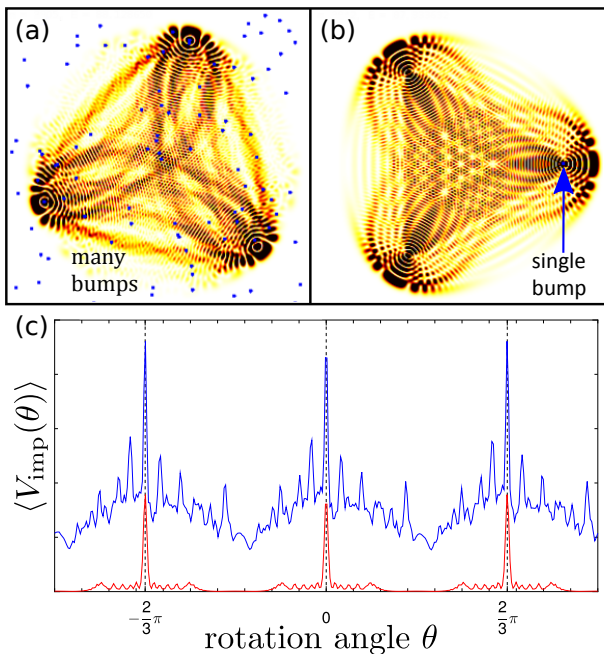 (a)
many
bumps
(b)
single
bump
(c)
⟨V_imp(θ)⟩
−2/3π
0
2/3π
rotation angle θ